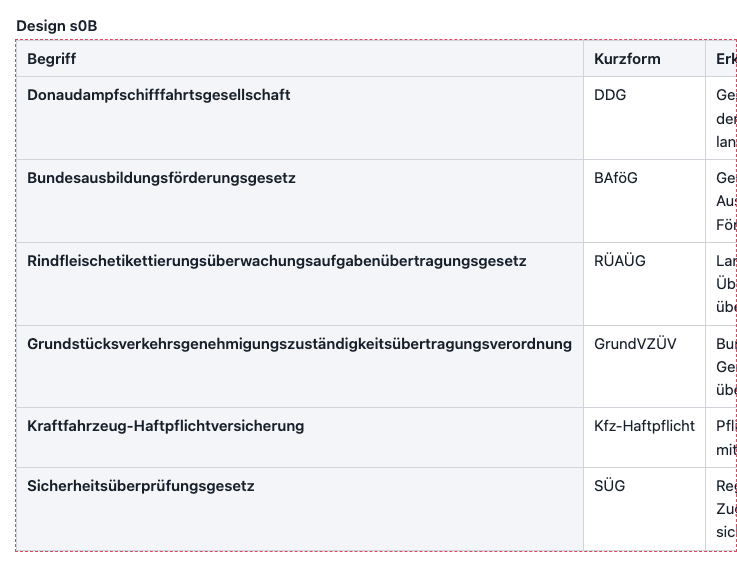 Design s0B
Begriff Kurzform
Donaudampfschifffahrtsgesellschaft DDG
Bundesausbildungsförderungsgesetz BAföG
Rindfleischetikettierungsüberwachungsaufgabenübertragungsgesetz RÜAÜG
Grundstücksverkehrsgenehmigungszuständigkeitsübertragungsverordnung GrundVZÜV
Kraftfahrzeug-Haftpflichtversicherung Kfz-Haftpflicht
Sicherheitsüberprüfungsgesetz SÜG